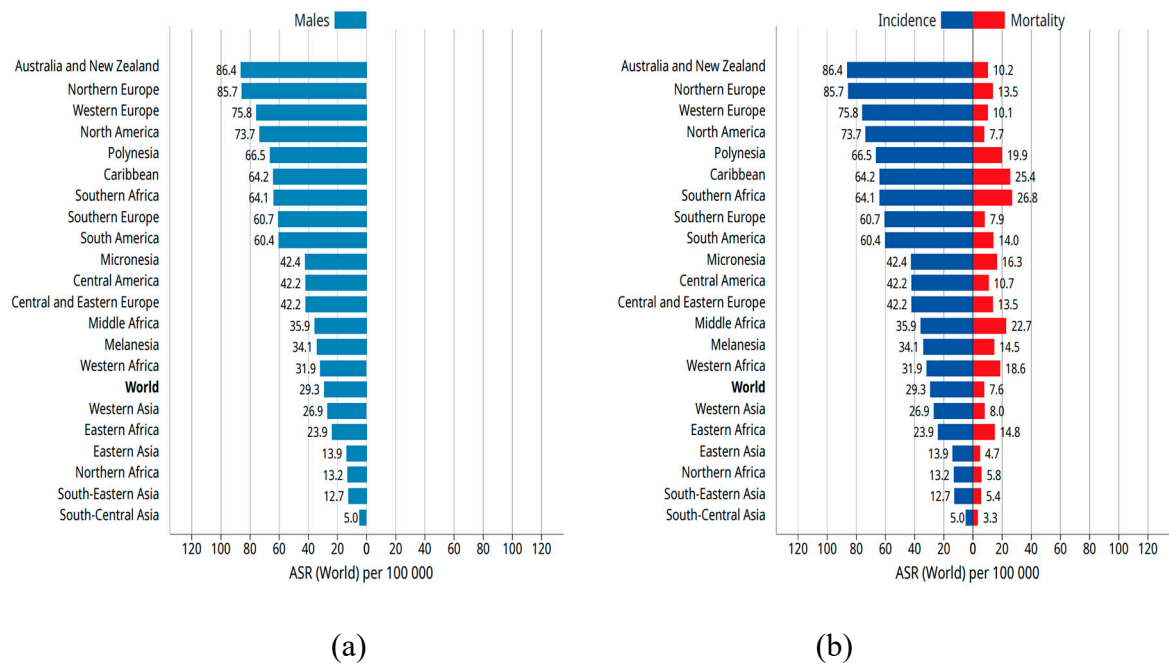 Males
Australia and New Zealand 86.4
Northern Europe 85.7
Western Europe 75.8
North America 73.7
Polynesia 66.5
Caribbean 64.2
Southern Africa 64.1
Southern Europe 60.7
South America 60.4
Micronesia 42.4
Central America 42.2
Central and Eastern Europe 42.2
Middle Africa 35.9
Melanesia 34.1
Western Africa 31.9
World 29.3
Western Asia 26.9
Eastern Africa 23.9
Eastern Asia 13.9
Northern Africa 13.2
South-Eastern Asia 12.7
South-Central Asia 5.0
120 100 80 60 40 20 0 20 40 60 80 100 120
ASR (World) per 100 000
(a)
Incidence Mortality
Australia and New Zealand 86.4 10.2
Northern Europe 85.7 13.5
Western Europe 75.8 10.1
North America 73.7 7.7
Polynesia 66.5 19.9
Caribbean 64.2 25.4
Southern Africa 64.1 26.8
Southern Europe 60.7 7.9
South America 60.4 14.0
Micronesia 42.4 16.3
Central America 42.2 10.7
Central and Eastern Europe 42.2 13.5
Middle Africa 35.9 22.7
Melanesia 34.1 14.5
Western Africa 31.9 18.6
World 29.3 7.6
Western Asia 26.9 8.0
Eastern Africa 23.9 14.8
Eastern Asia 13.9 4.7
Northern Africa 13.2 5.8
South-Eastern Asia 12.7 5.4
South-Central Asia 5.0 3.3
120 100 80 60 40 20 0 20 40 60 80 100 120
ASR (World) per 100 000
(b)